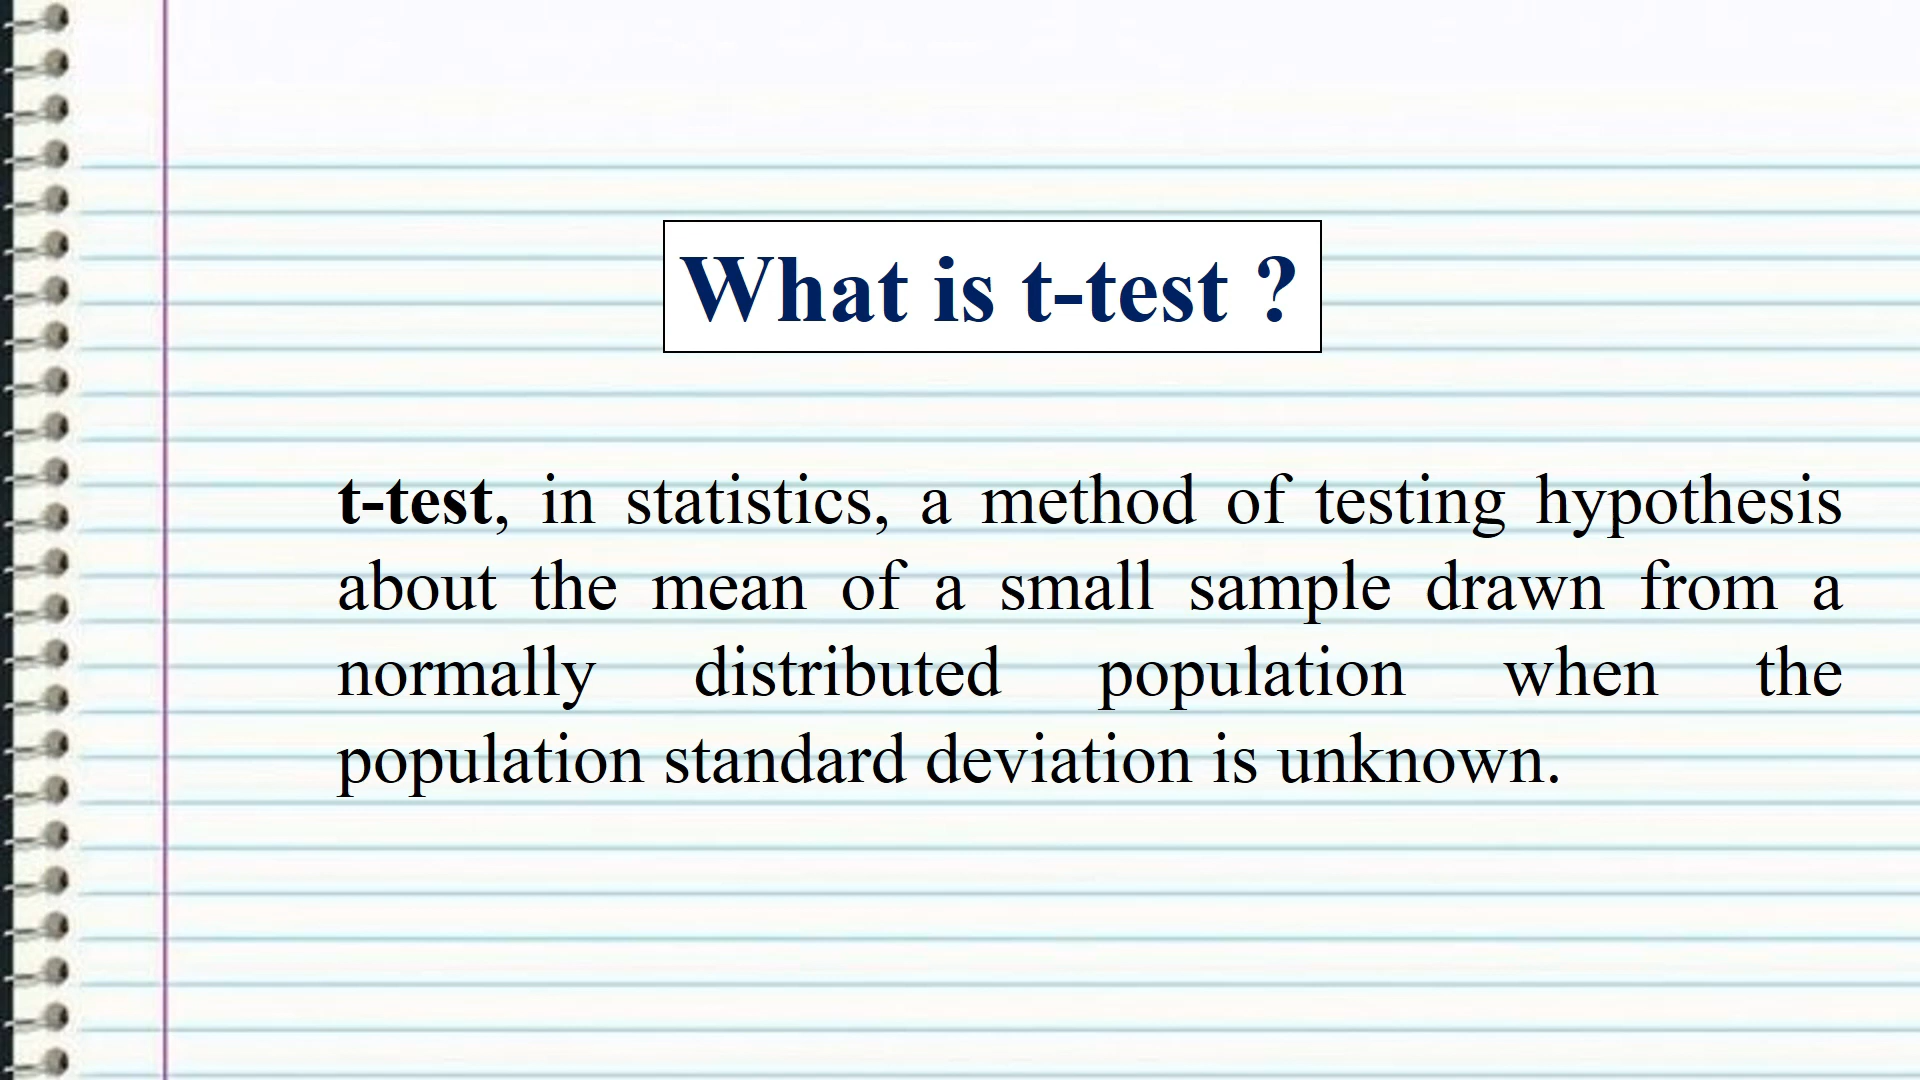 What is t-test ?
t-test, in statistics, a method of testing hypothesis
about the mean of a small sample drawn from a
normally distributed population when the
population standard deviation is unknown.